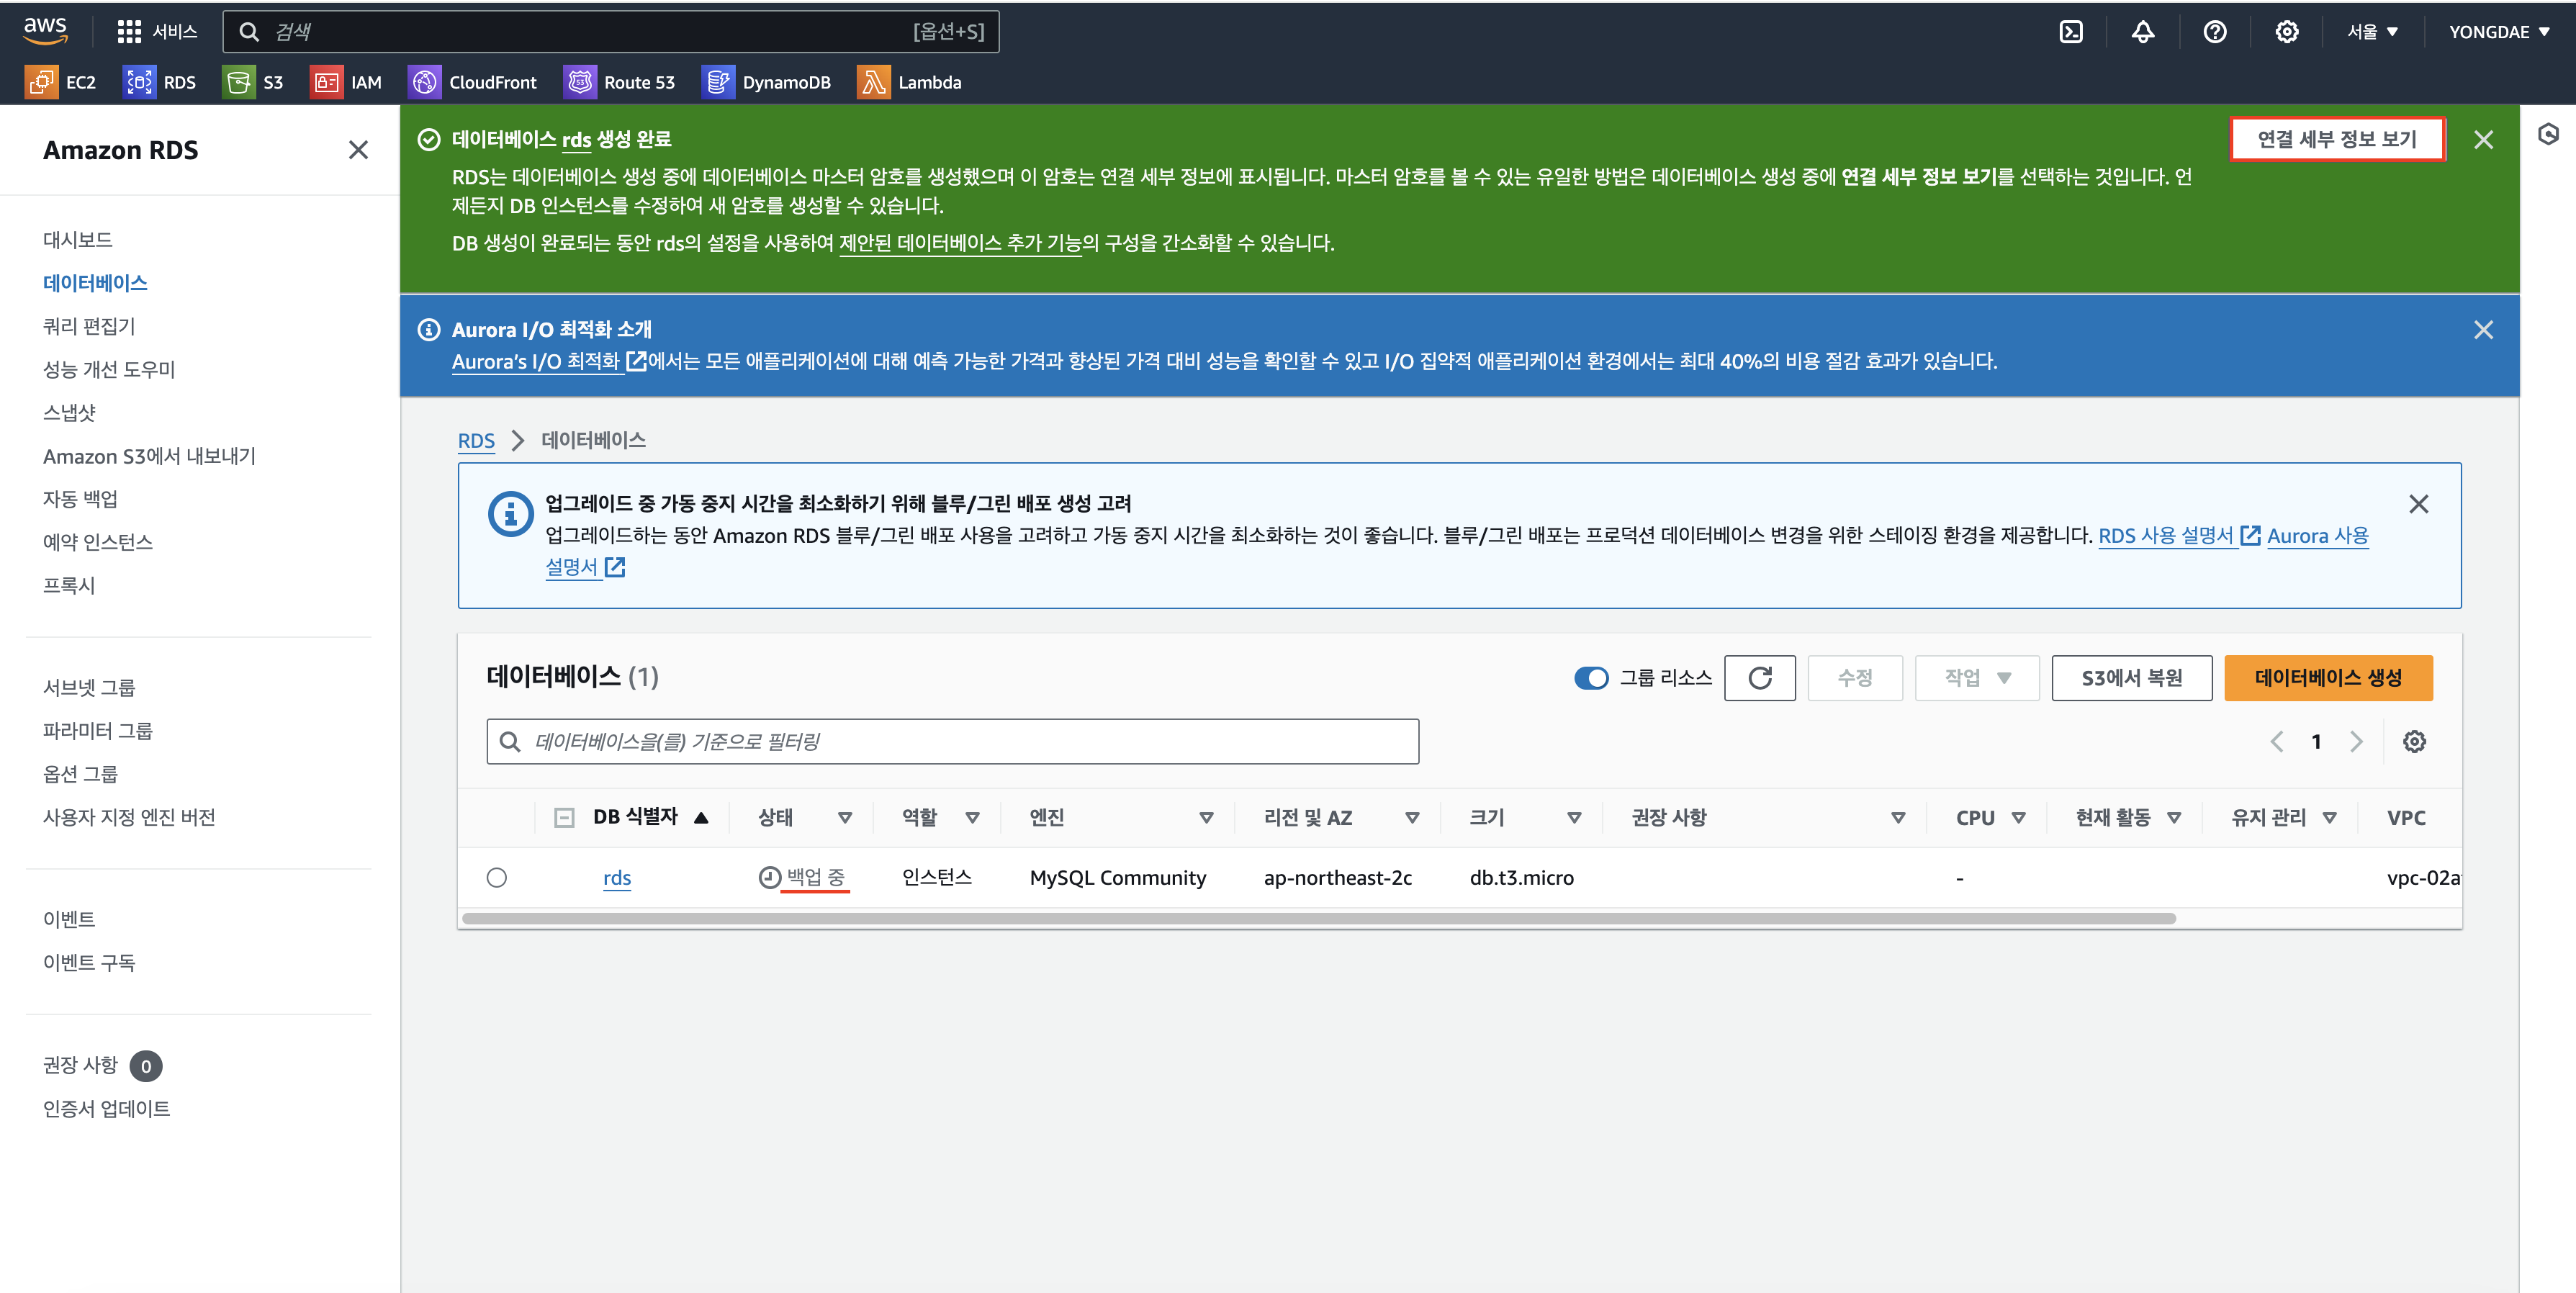 aws
서비스
검색
[옵션+S]
서울
YONGDAE
EC2
RDS
S3
IAM
CloudFront
Route 53
DynamoDB
Lambda
Amazon RDS
대시보드
데이터베이스
쿼리 편집기
성능 개선 도우미
스냅샷
Amazon S3에서 내보내기
자동 백업
예약 인스턴스
프록시
서브넷 그룹
파라미터 그룹
옵션 그룹
사용자 지정 엔진 버전
이벤트
이벤트 구독
권장 사항 0
인증서 업데이트
데이터베이스 rds 생성 완료
연결 세부 정보 보기
RDS는 데이터베이스 생성 중에 데이터베이스 마스터 암호를 생성했으며 이 암호는 연결 세부 정보에 표시됩니다. 마스터 암호를 볼 수 있는 유일한 방법은 데이터베이스 생성 중에 연결 세부 정보 보기를 선택하는 것입니다. 언
제든지 DB 인스턴스를 수정하여 새 암호를 생성할 수 있습니다.
DB 생성이 완료되는 동안 rds의 설정을 사용하여 제안된 데이터베이스 추가 기능의 구성을 간소화할 수 있습니다.
Aurora I/O 최적화 소개
Aurora's I/O 최적화 에서는 모든 애플리케이션에 대해 예측 가능한 가격과 향상된 가격 대비 성능을 확인할 수 있고 I/O 집약적 애플리케이션 환경에서는 최대 40%의 비용 절감 효과가 있습니다.
RDS > 데이터베이스
업그레이드 중 가동 중지 시간을 최소화하기 위해 블루/그린 배포 생성 고려
업그레이드하는 동안 Amazon RDS 블루/그린 배포 사용을 고려하고 가동 중지 시간을 최소화하는 것이 좋습니다. 블루/그린 배포는 프로덕션 데이터베이스 변경을 위한 스테이징 환경을 제공합니다. RDS 사용 설명서 Aurora 사용
설명서
데이터베이스 (1)
그룹 리소스
수정
작업
S3에서 복원
데이터베이스 생성
데이터베이스을(를) 기준으로 필터링
1
DB 식별자 상태 역할 엔진 리전 및 AZ 크기 권장 사항 CPU 현재 활동 유지 관리 VPC
rds 백업 중 인스턴스 MySQL Community ap-northeast-2c db.t3.micro - vpc-02a